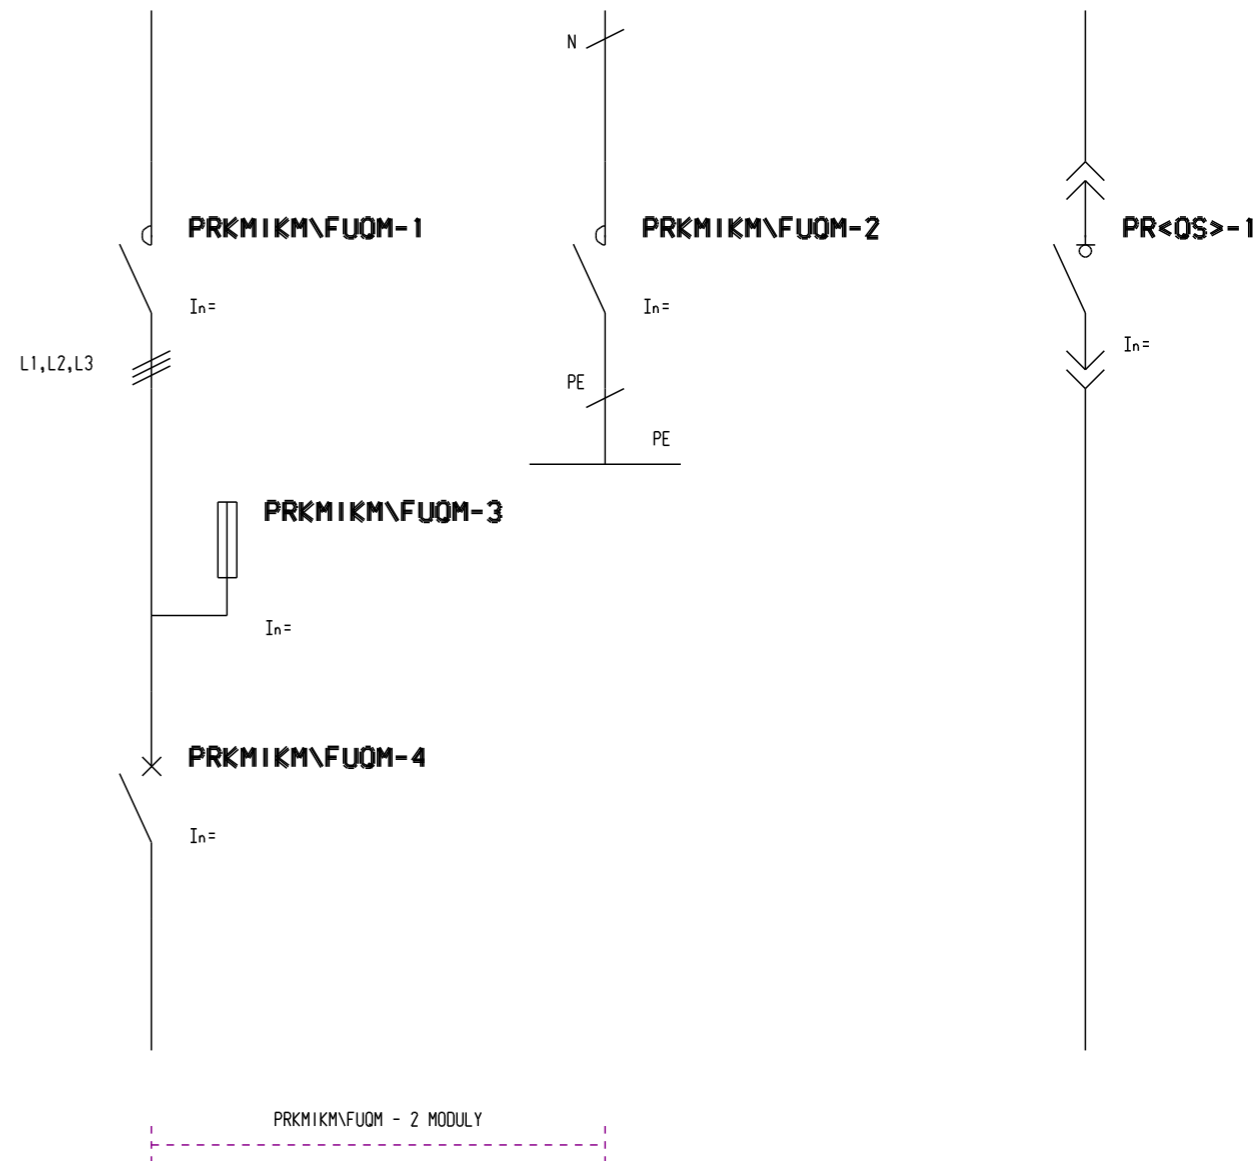 N
PRKMIKM\FUQM-1
PRKMIKM\FUQM-2
PR<QS>-1
In=
In=
In=
L1,L2,L3
PE
PE
PRKMIKM\FUQM-3
In=
PRKMIKM\FUQM-4
In=
PRKMIKM\FUQM - 2 MODULY